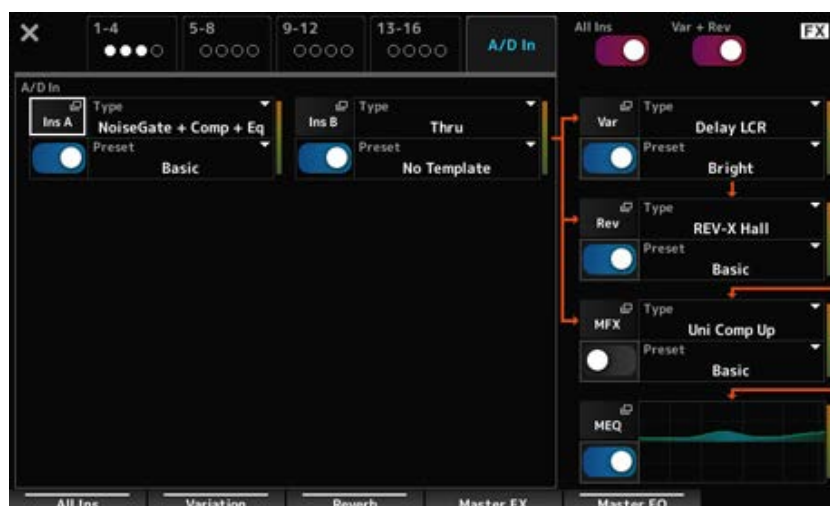 1-4
5-8
9-12
13-16
A/D In
All Ins
Var + Rev
FX
A/D In
Ins A
Type
NoiseGate + Comp + Eq
Preset
Basic
Ins B
Type
Thru
Preset
No Template
Var
Type
Delay LCR
Preset
Bright
Rev
Type
REV-X Hall
Preset
Basic
MFX
Type
Uni Comp Up
Preset
Basic
MEQ
All Ins
Variation
Reverb
Master FX
Master EQ